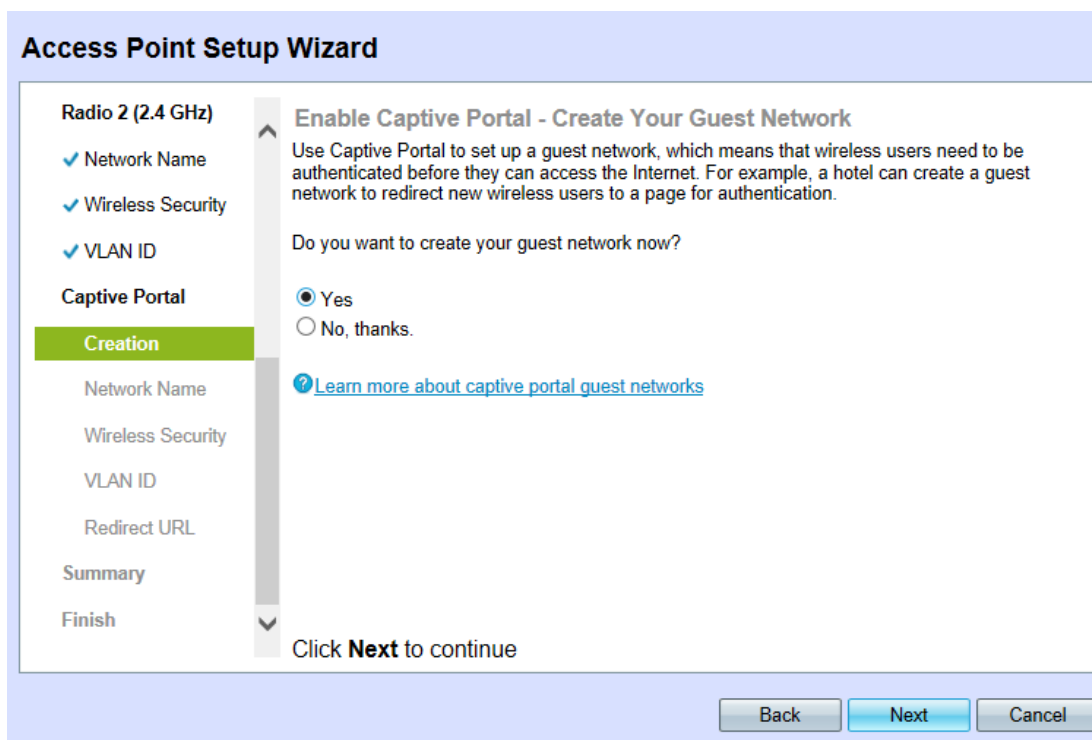 Access Point Setup Wizard
Radio 2 (2.4 GHz)
Network Name
Wireless Security
VLAN ID
Captive Portal
Creation
Network Name
Wireless Security
VLAN ID
Redirect URL
Summary
Finish
Enable Captive Portal - Create Your Guest Network
Use Captive Portal to set up a guest network, which means that wireless users need to be
authenticated before they can access the Internet. For example, a hotel can create a guest
network to redirect new wireless users to a page for authentication.
Do you want to create your guest network now?
Yes
No, thanks.
?Learn more about captive portal guest networks
Click Next to continue
Back Next Cancel